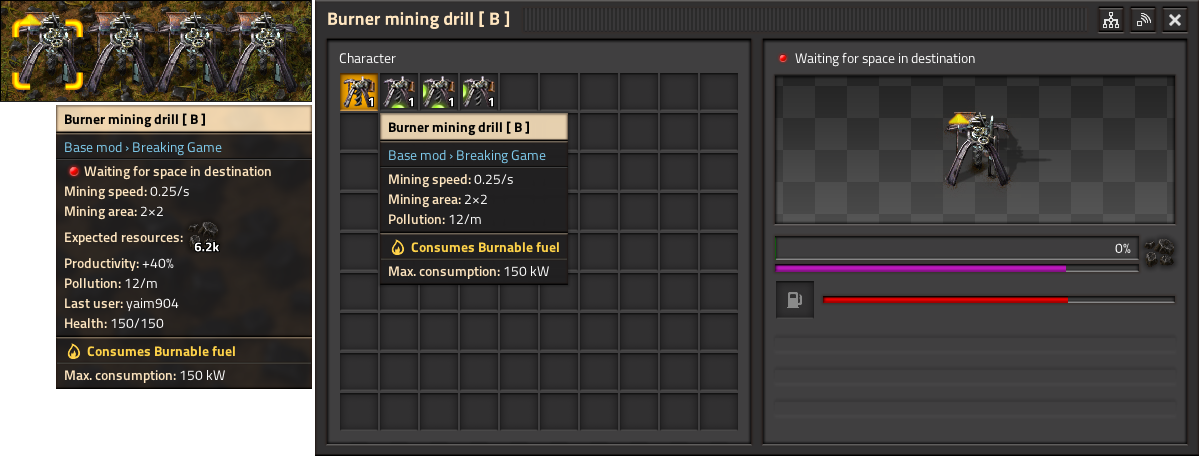 Burner mining drill [ B ]
Base mod › Breaking Game
Waiting for space in destination
Mining speed: 0.25/s
Mining area: 2×2
Expected resources: 6.2k
Productivity: +40%
Pollution: 12/m
Last user: yaim904
Health: 150/150
Consumes Burnable fuel
Max. consumption: 150 kW
Burner mining drill [ B ]
Character
1 1 1 1
Burner mining drill [ B ]
Base mod › Breaking Game
Mining speed: 0.25/s
Mining area: 2×2
Pollution: 12/m
Consumes Burnable fuel
Max. consumption: 150 kW
Waiting for space in destination
0%